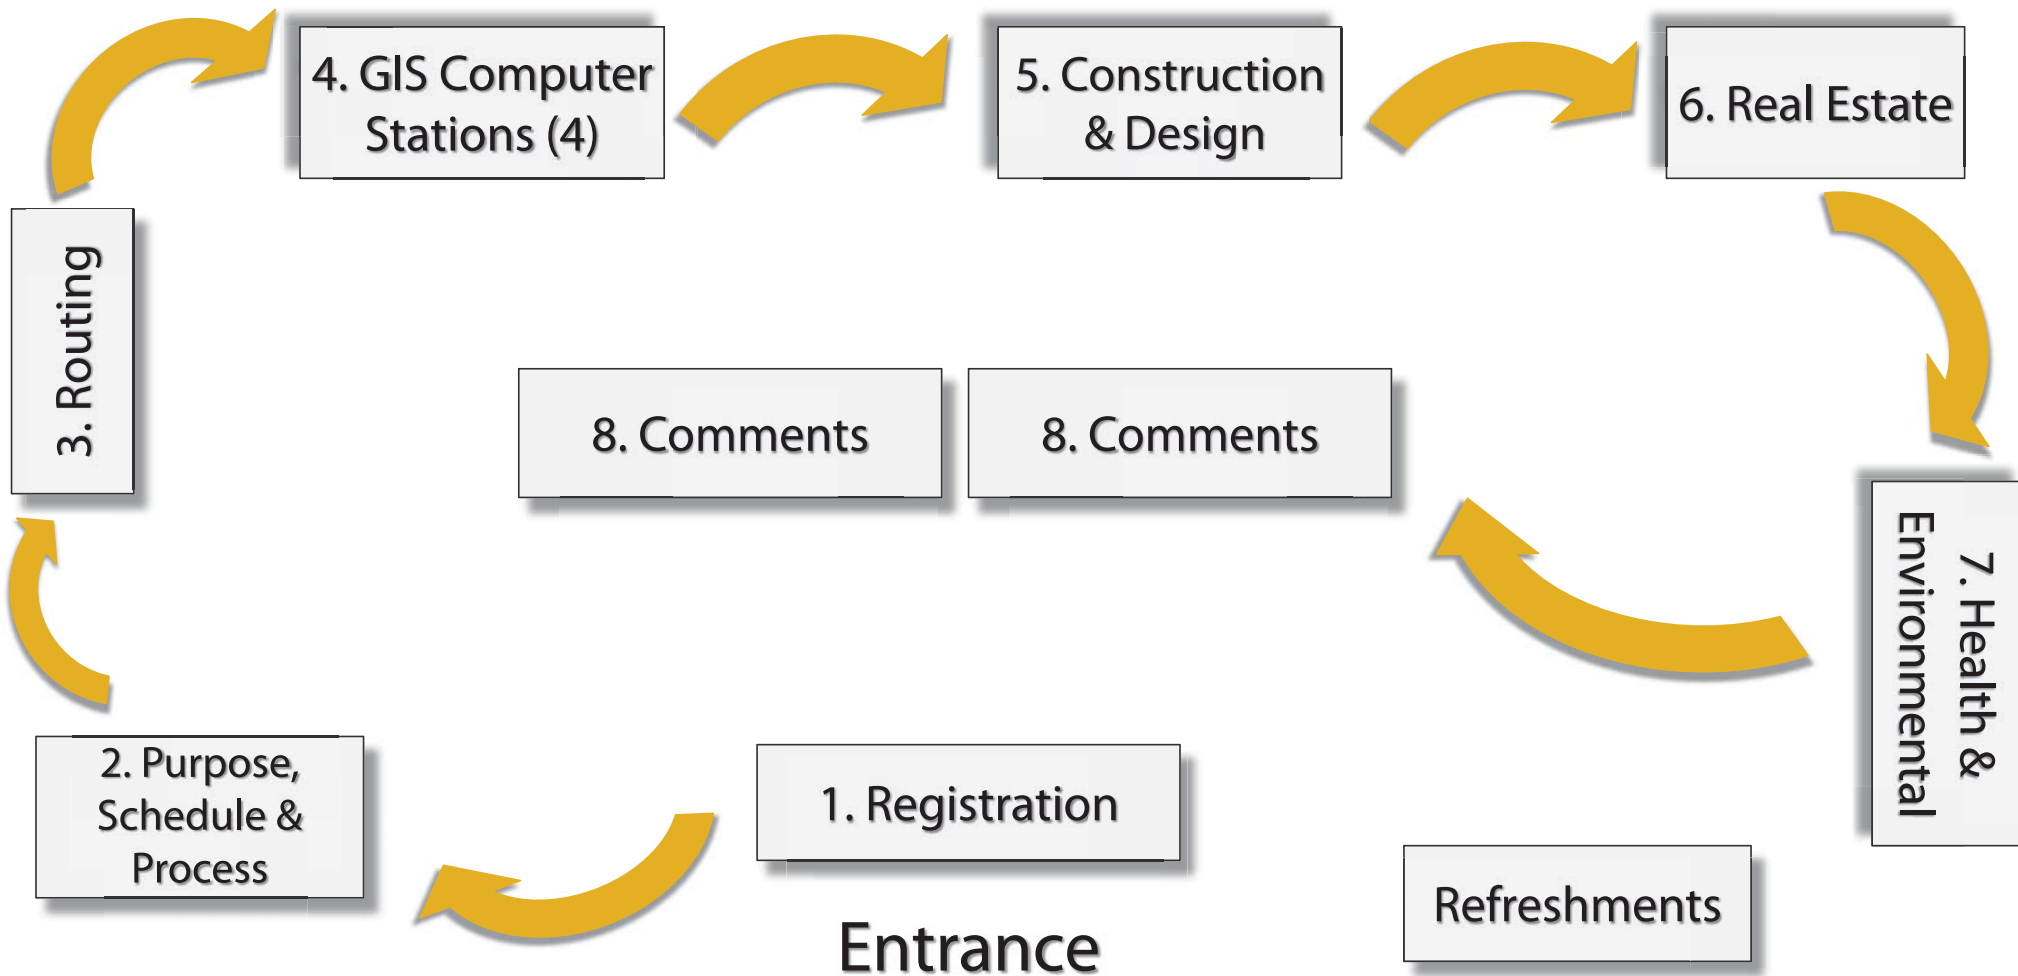 4. GIS Computer
Stations (4)
5. Construction
& Design
6. Real Estate
3. Routing
8. Comments
8. Comments
7. Health &
Environmental
2. Purpose,
Schedule &
Process
1. Registration
Refreshments
Entrance